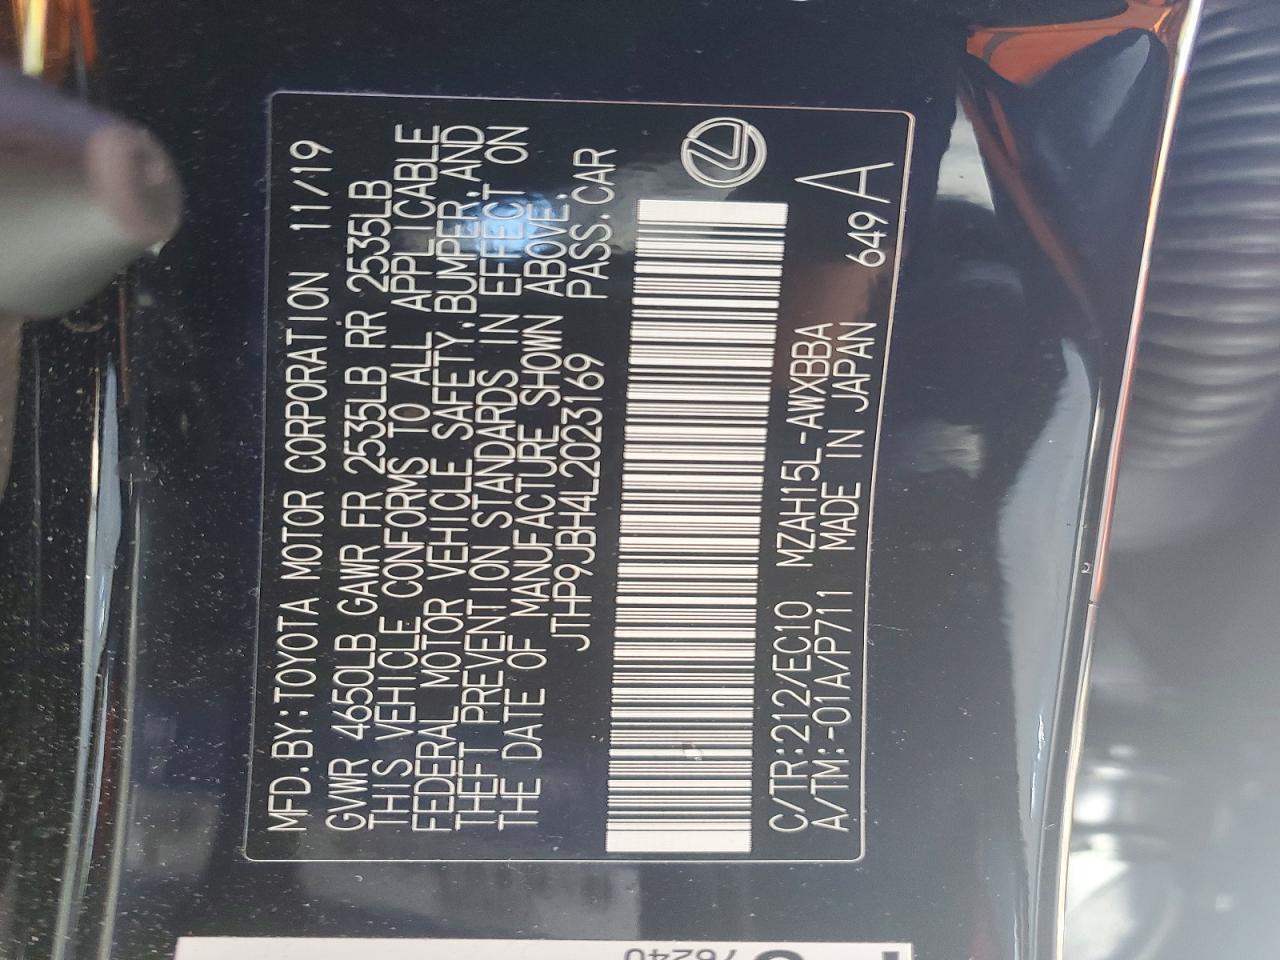 MFD.BY:TOYOTA MOTOR CORPORATION 11/19
GVWR 4650LB GAWR FR 2535LB RR 2535LB
THIS VEHICLE CONFORMS TO ALL APPLICABLE
FEDERAL MOTOR VEHICLE SAFETY,BUMPER,AND
THEFT PREVENTION STANDARDS IN EFFECT ON
THE DATE OF MANUFACTURE SHOWN ABOVE.
JTHP9JBH4L2023169 PASS.CAR
C/TR:212/EC10 MZAH15L-AWXBBA
A/TM:-01A/P711 MADE IN JAPAN 649 A
76240